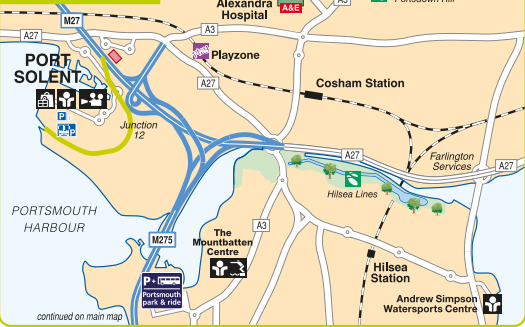 Alexandra
Hospital
A&E
Portsdown Hill
M27
A3
A3
A27
PORT
SOLENT
Playzone
A27
Cosham Station
P
Junction
12
A27
Farlington
Services
A27
Hilsea Lines
PORTSMOUTH
HARBOUR
M275
The
Mountbatten
Centre
A3
P+
Portsmouth
park & ride
Hilsea
Station
Andrew Simpson
Watersports Centre
continued on main map